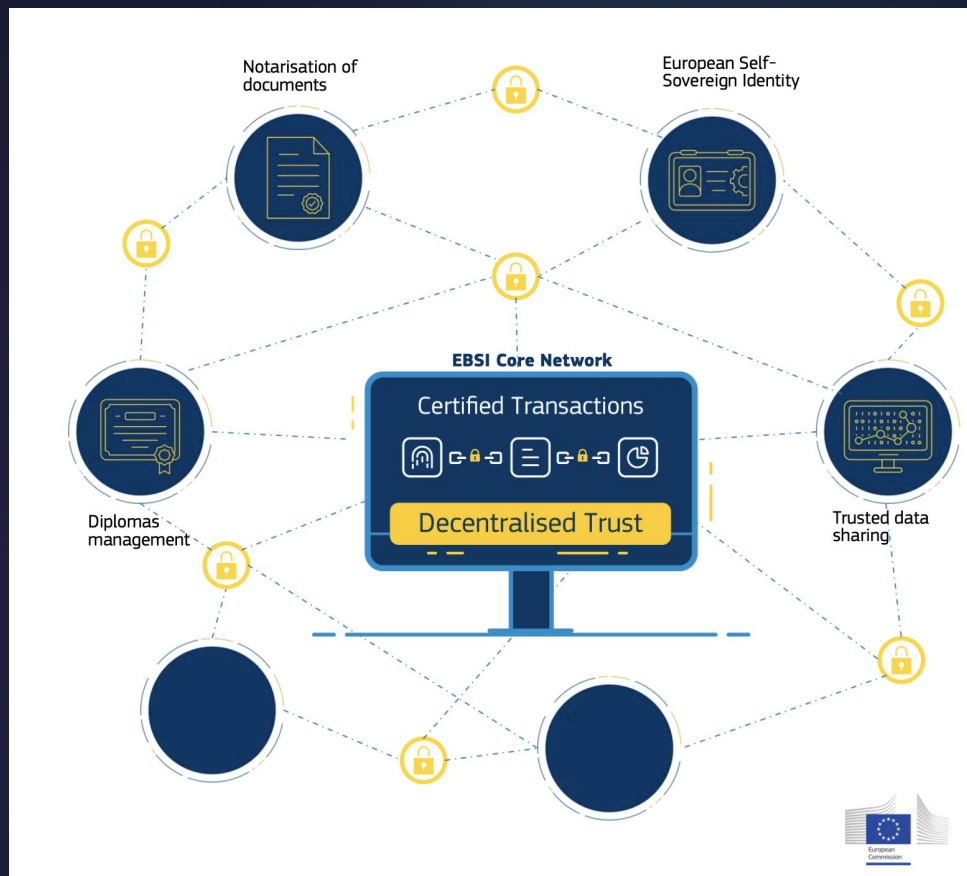 Notarisation of
documents
European Self-
Sovereign Identity
EBSI Core Network
Certified Transactions
Decentralised Trust
Diplomas
management
Trusted data
sharing
European
Commission